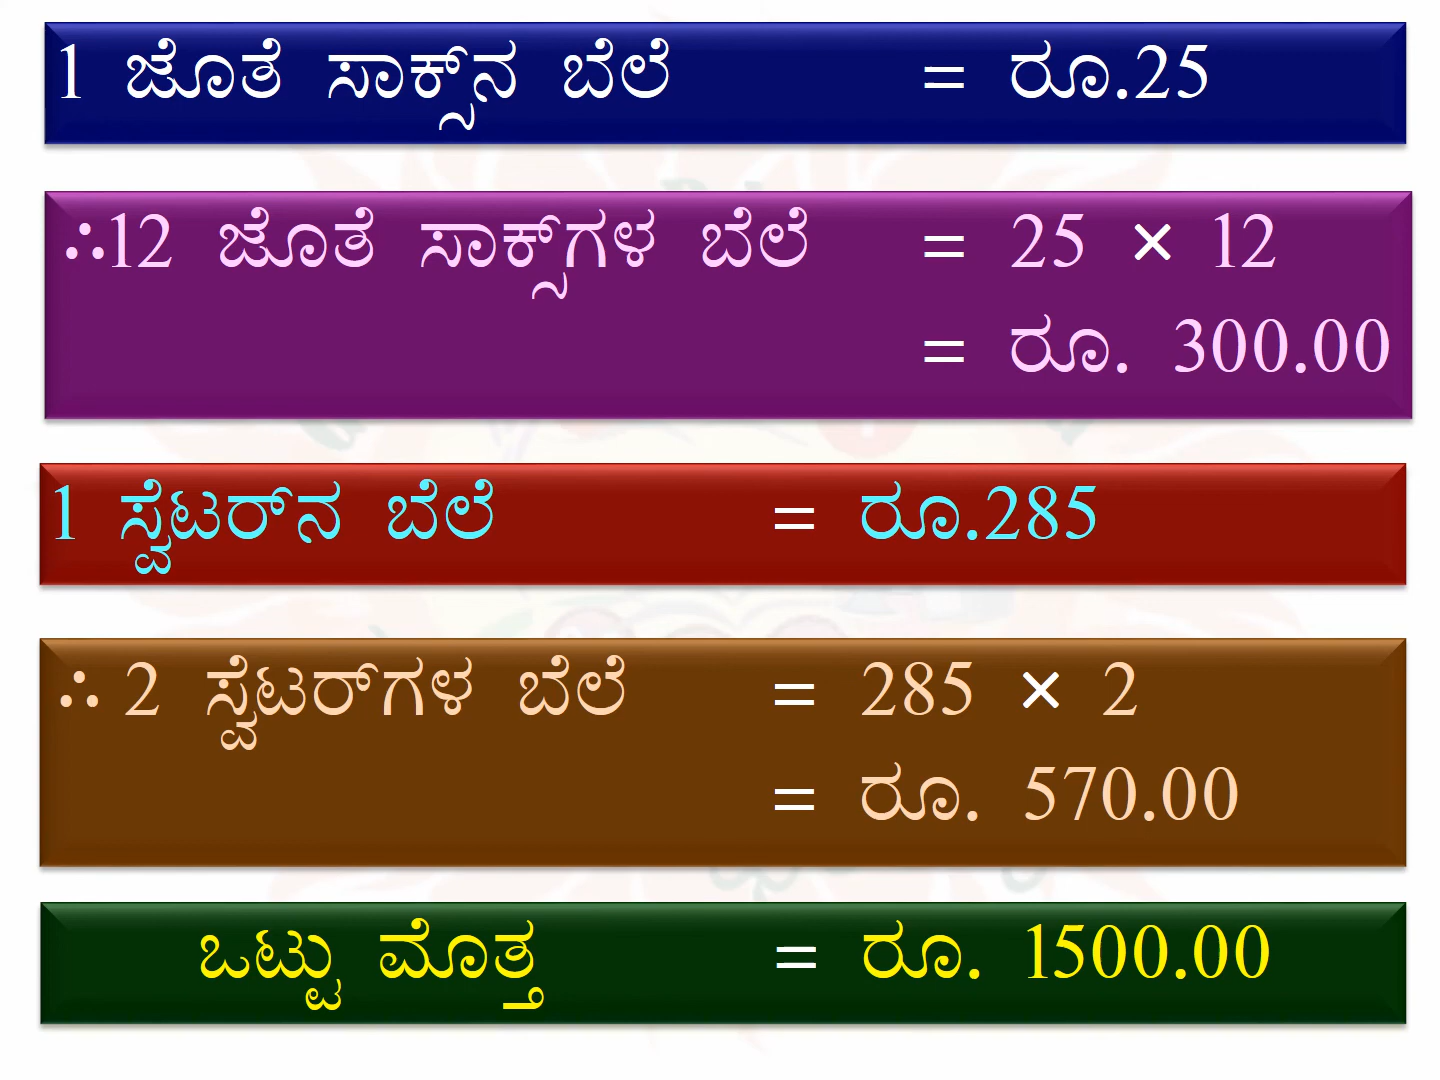 1 ಜೊತೆ ಸಾಕ್ಸ್‌ನ ಬೆಲೆ = ರೂ.25
∴12 ಜೊತೆ ಸಾಕ್ಸ್‌ಗಳ ಬೆಲೆ = 25 × 12
= ರೂ. 300.00
1 ಸ್ವೆಟರ್‌ನ ಬೆಲೆ = ರೂ.285
∴ 2 ಸ್ವೆಟರ್‌ಗಳ ಬೆಲೆ = 285 × 2
= ರೂ. 570.00
ಒಟ್ಟು ಮೊತ್ತ = ರೂ. 1500.00